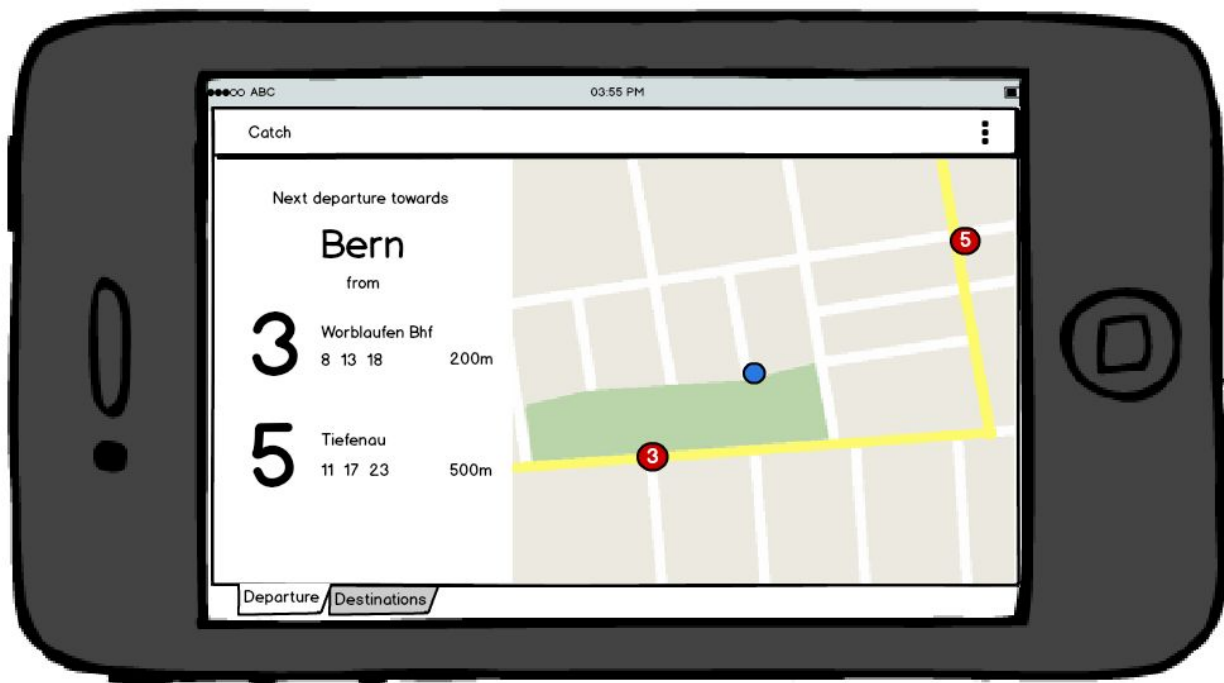 ABC 03:55 PM
Catch
Next departure towards
Bern
from
3 Worblaufen Bhf
8 13 18 200m
5 Tiefenau
11 17 23 500m
5
3
Departure Destinations